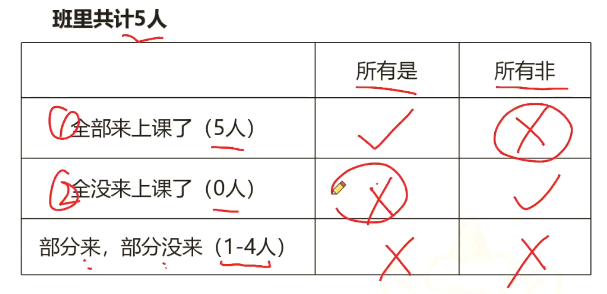 班里共计5人
所有是 所有非
①全部来上课了（5人） ✓ ✗
②全没来上课了（0人） ✗ ✓
部分来，部分没来（1-4人） ✗ ✗